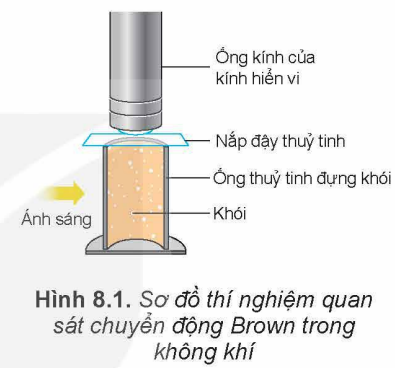 Ống kính của
kính hiển vi
Nắp đậy thuỷ tinh
Ống thuỷ tinh đựng khói
Khói
Ánh sáng
Hình 8.1. Sơ đồ thí nghiệm quan
sát chuyển động Brown trong
không khí